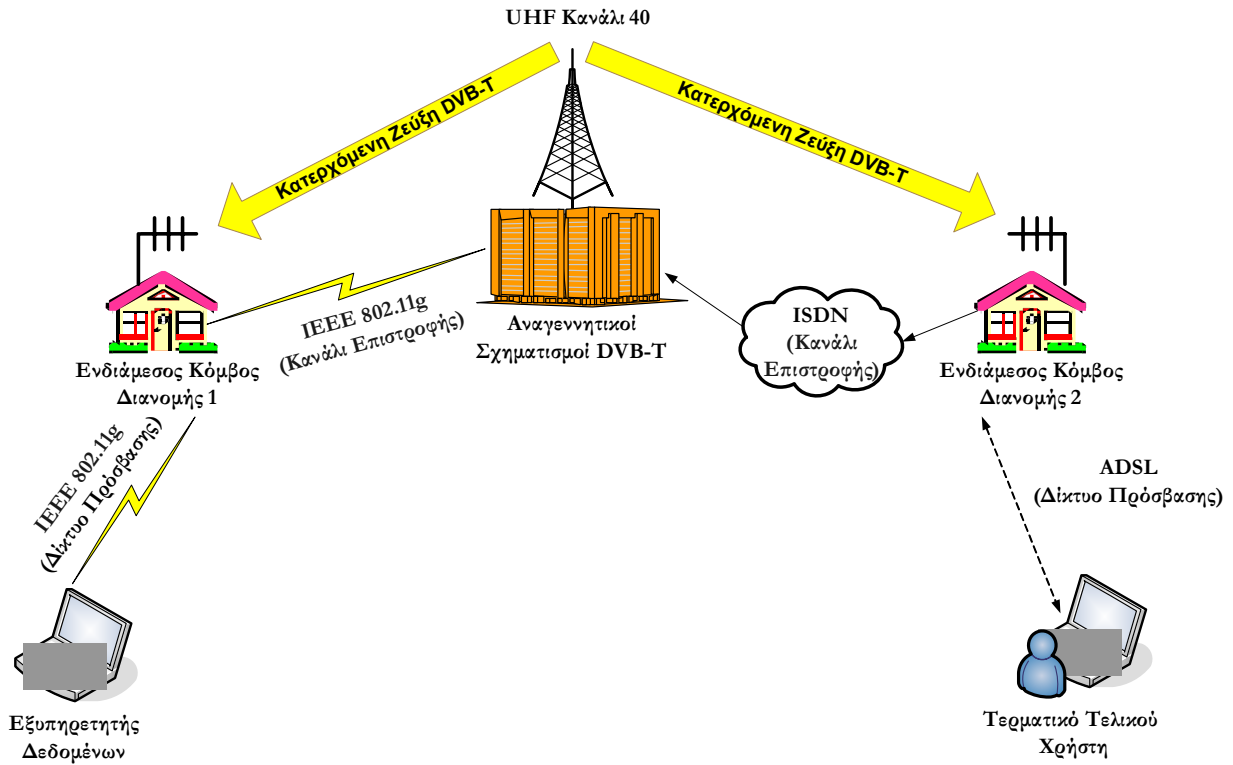 UHF Κανάλι 40
Κατερχόμενη Ζεύξη DVB-T
Κατερχόμενη Ζεύξη DVB-T
IEEE 802.11g
(Κανάλι Επιστροφής)
Αναγεννητικοί
Σχηματισμοί DVB-T
ISDN
(Κανάλι
Επιστροφής)
Ενδιάμεσος Κόμβος
Διανομής 1
Ενδιάμεσος Κόμβος
Διανομής 2
IEEE 802.11g
(Δίκτυο Πρόσβασης)
ADSL
(Δίκτυο Πρόσβασης)
Εξυπηρετητής
Δεδομένων
Τερματικό Τελικού
Χρήστη